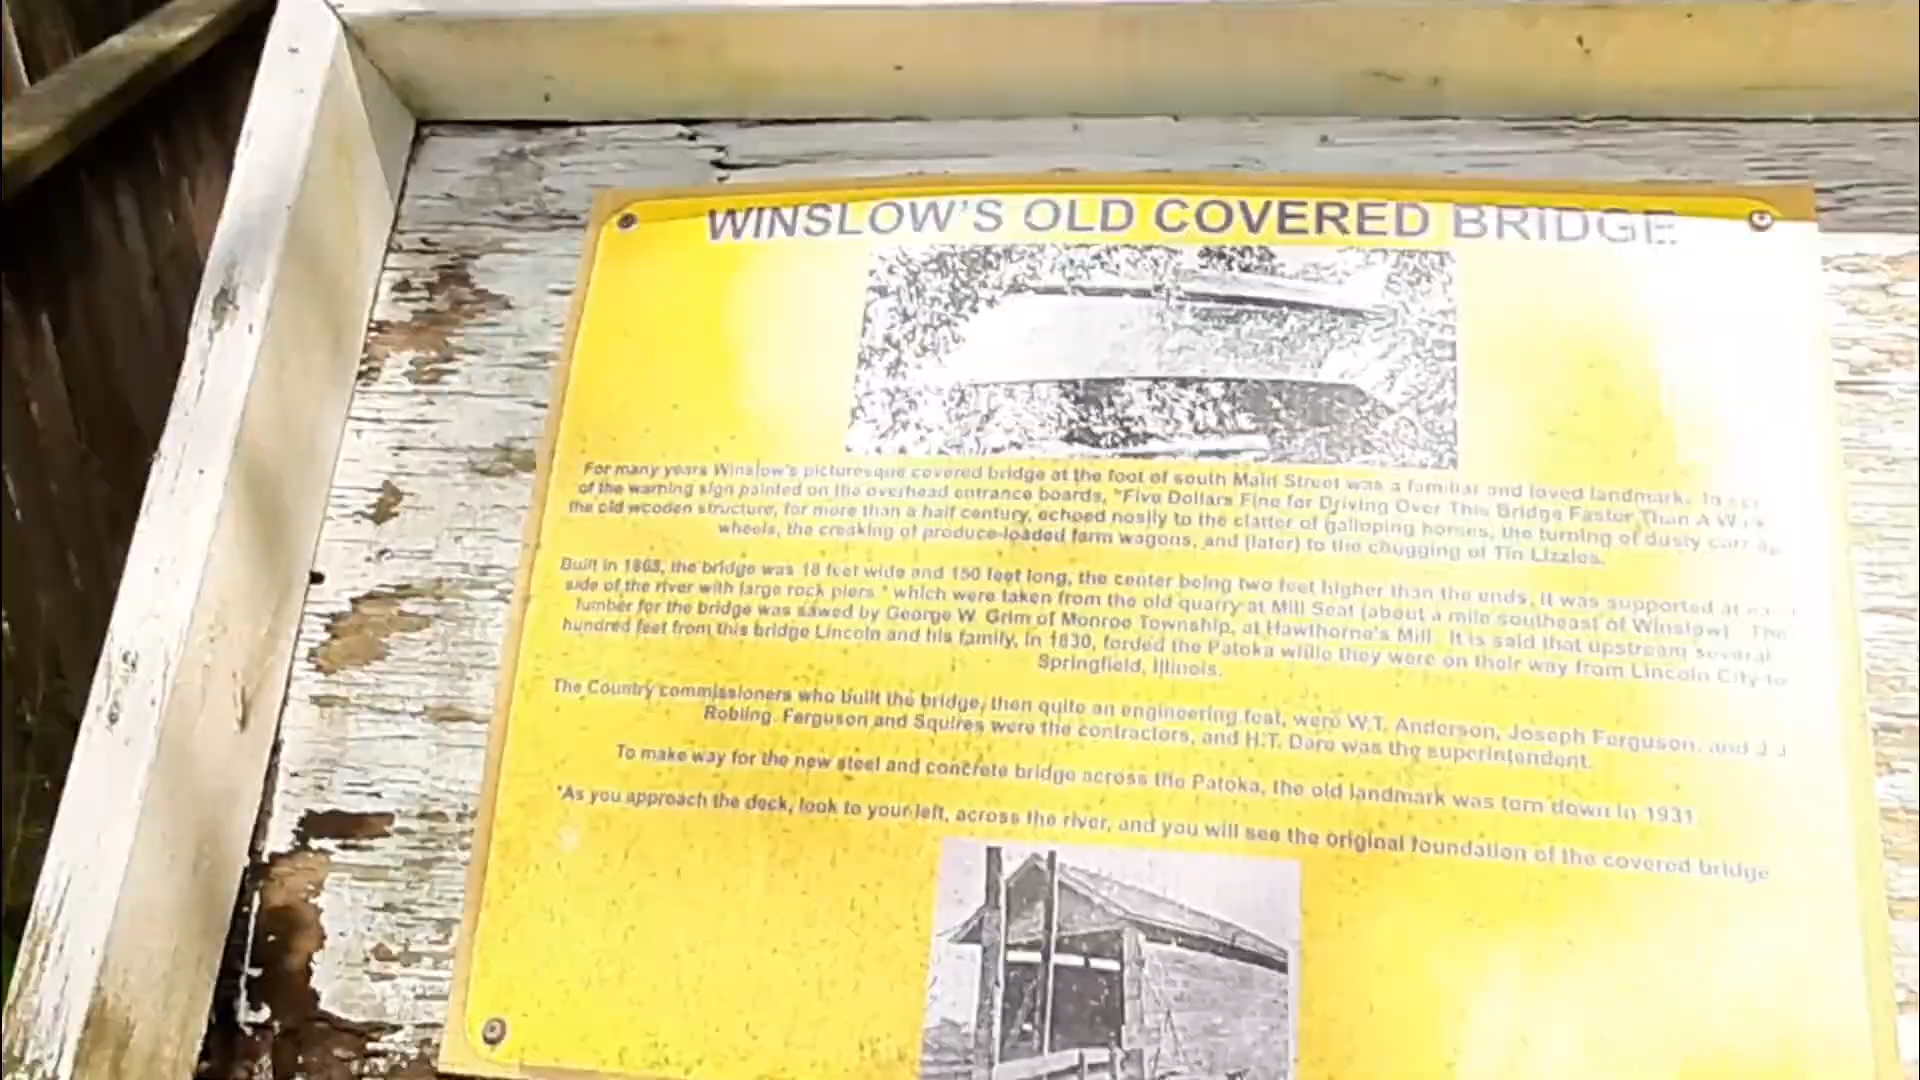 WINSLOW'S OLD COVERED BRIDGE
For many years Winslow's picturesque covered bridge at the foot of south Main Street was a familiar and loved landmark. In
of the warning sign painted on the overhead entrance boards, "Five Dollars Fine for Driving Over This Bridge Faster Than A
the old wooden structure, for more than a half century, echoed nosily to the clatter of galloping horses, the turning of dusty
wheels, the creaking of produce-loaded farm wagons, and (later) to the chugging of Tin Lizzies.
Built in the bridge was 18 feet wide and 150 feet long, the center being two feet higher than the ends. It was supported at
side of the river with large rock piers * which were taken from the old quarry at Mill Seat (about a mile southeast of Winslow). The
lumber for the bridge was sawed by George W. Grim of Monroe Township, at Hawthorne's Mill. It is said that upstream several
hundred feet from this bridge Lincoln and his family, in 1830, forded the Patoka while they were on their way from Lincoln City to
Springfield, Illinois.
The Country commissioners who built the bridge, then quite an engineering feat, were W.T. Anderson, Joseph Ferguson, and J.J.
Robling. Ferguson and Squires were the contractors, and H.T. Dare was the superintendent.
To make way for the new steel and concrete bridge across the Patoka, the old landmark was torn down in 1931.
*As you approach the deck, look to your left, across the river, and you will see the original foundation of the covered bridge